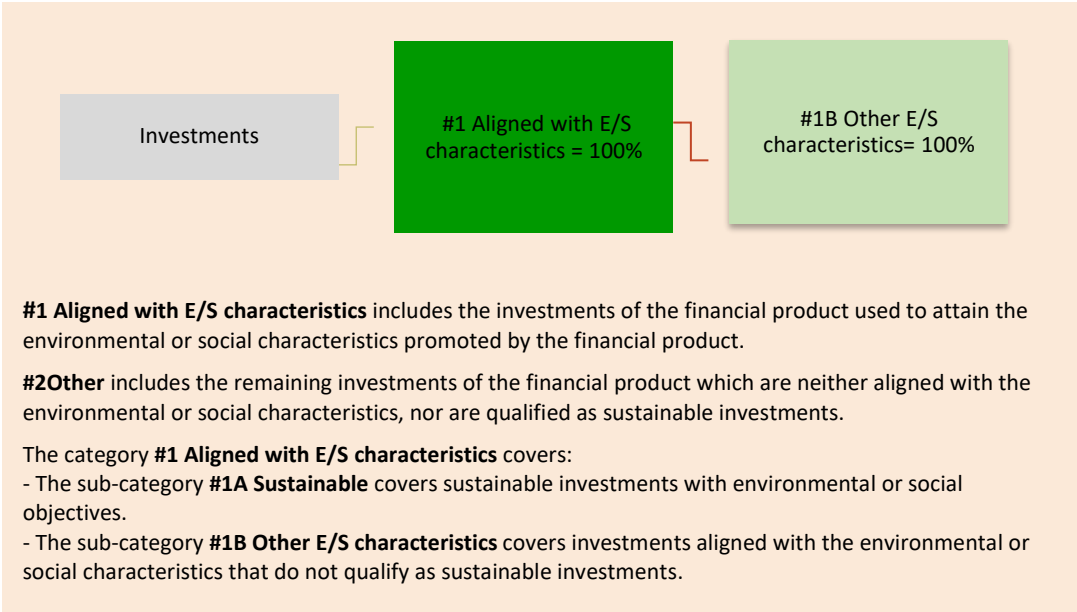 Investments
#1 Aligned with E/S
characteristics = 100%
#1B Other E/S
characteristics= 100%
#1 Aligned with E/S characteristics includes the investments of the financial product used to attain the
environmental or social characteristics promoted by the financial product.
#2Other includes the remaining investments of the financial product which are neither aligned with the
environmental or social characteristics, nor are qualified as sustainable investments.
The category #1 Aligned with E/S characteristics covers:
- The sub-category #1A Sustainable covers sustainable investments with environmental or social
objectives.
- The sub-category #1B Other E/S characteristics covers investments aligned with the environmental or
social characteristics that do not qualify as sustainable investments.